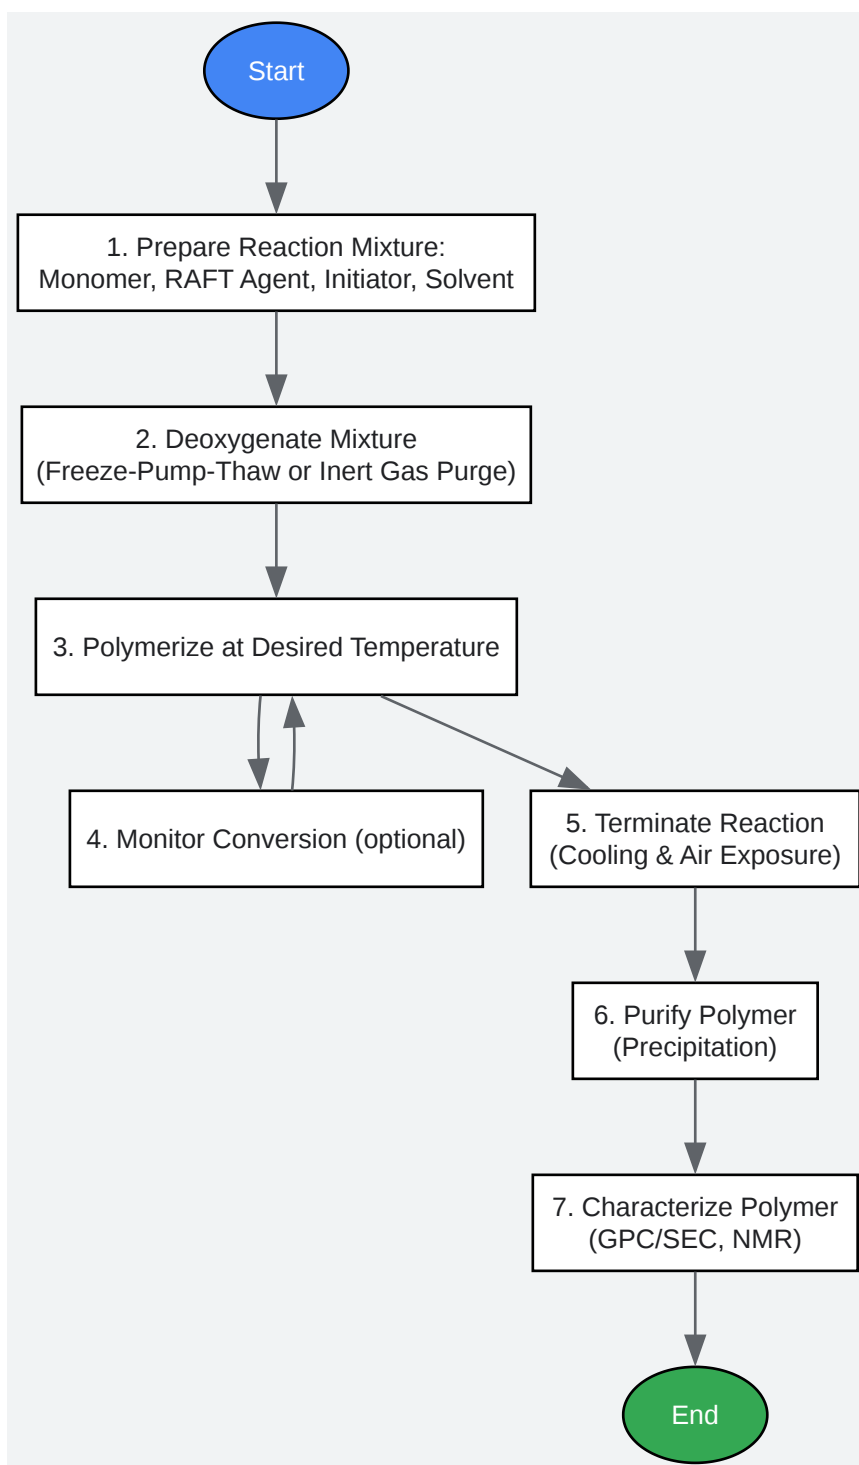 Start
1. Prepare Reaction Mixture:
Monomer, RAFT Agent, Initiator, Solvent
2. Deoxygenate Mixture
(Freeze-Pump-Thaw or Inert Gas Purge)
3. Polymerize at Desired Temperature
4. Monitor Conversion (optional)
5. Terminate Reaction
(Cooling & Air Exposure)
6. Purify Polymer
(Precipitation)
7. Characterize Polymer
(GPC/SEC, NMR)
End